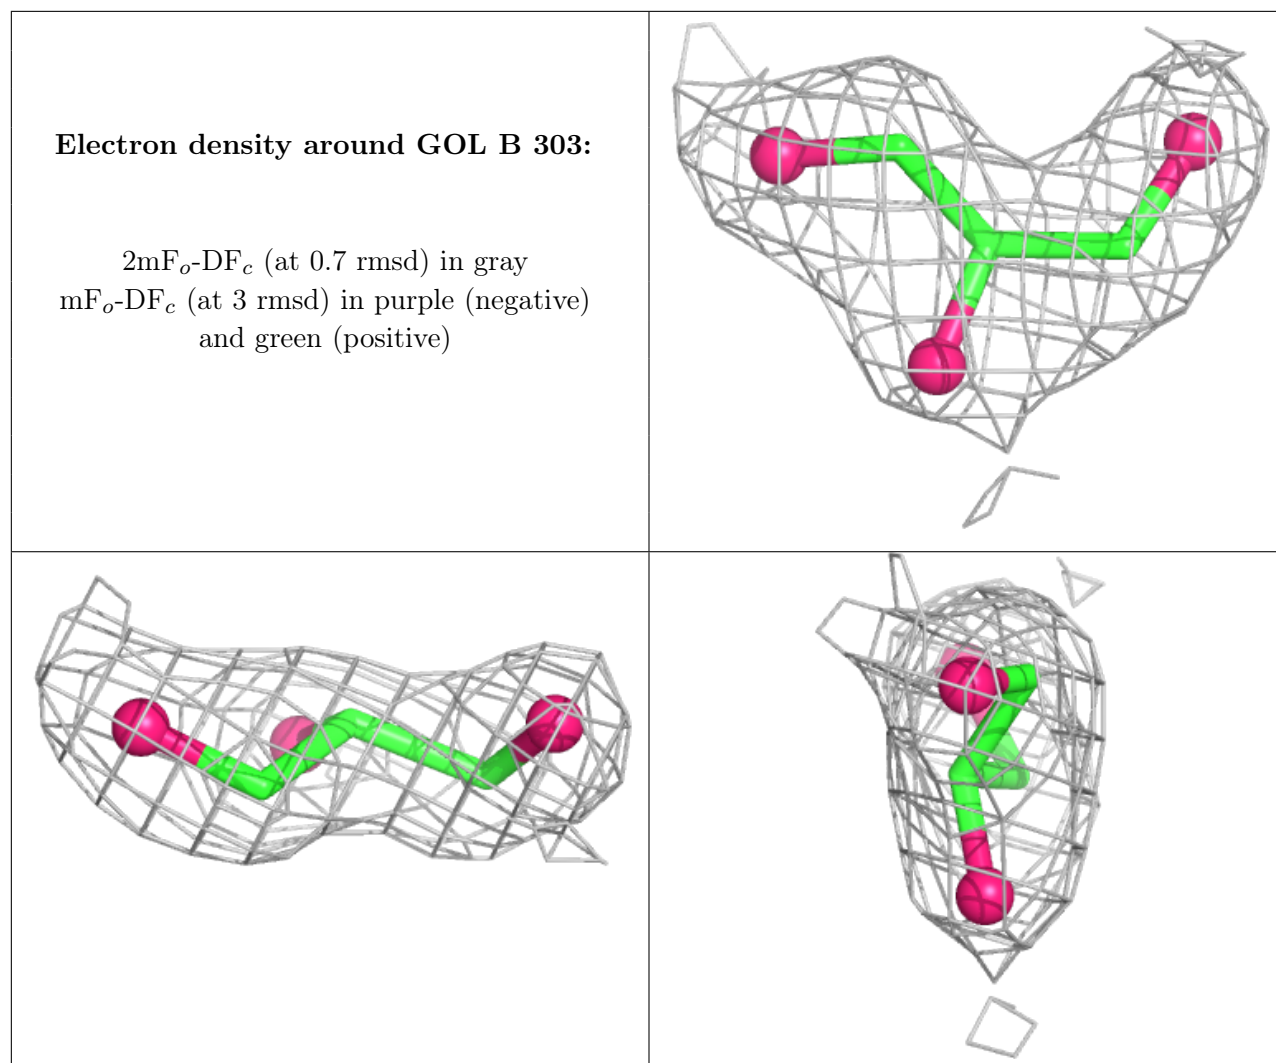 Electron density around GOL B 303:
2mFo-DFc (at 0.7 rmsd) in gray
mFo-DFc (at 3 rmsd) in purple (negative)
and green (positive)